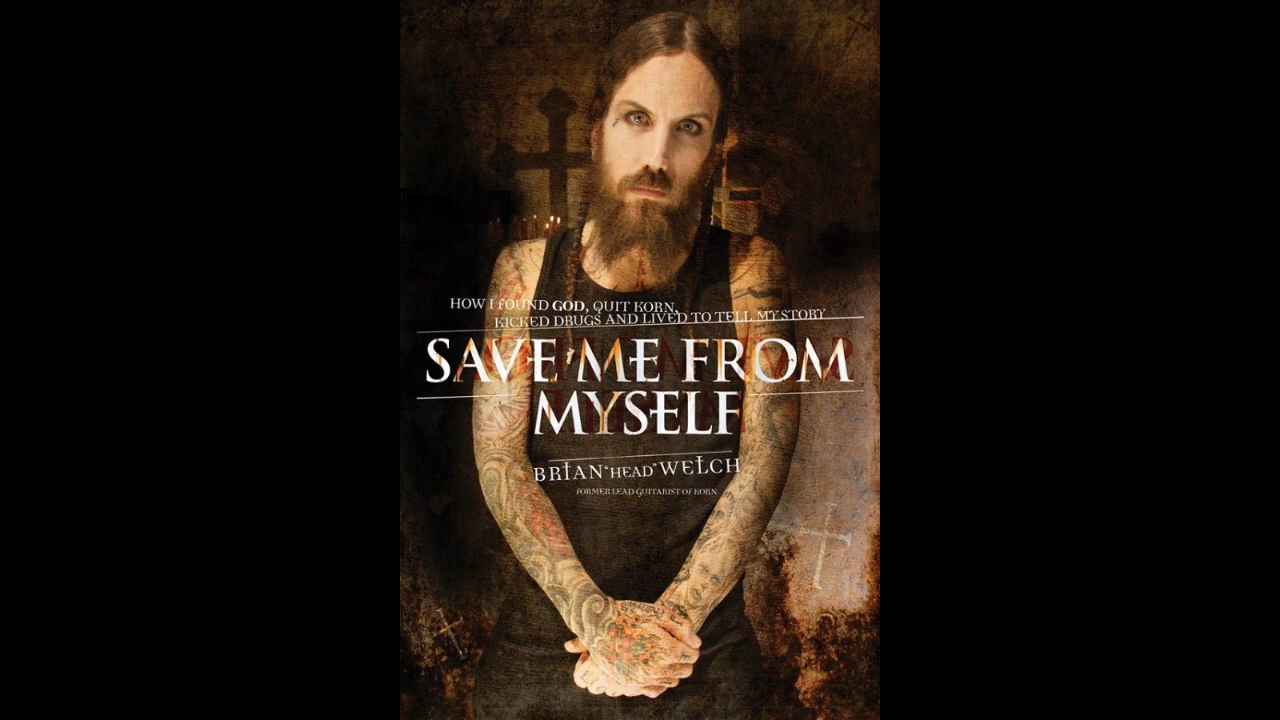 HOW I FOUND GOD, QUIT KORN,
KICKED DRUGS AND LIVED TO TELL MY STORY
SAVE ME FROM
MYSELF
BRIAN "HEAD" WELCH
FORMER LEAD GUITARIST OF KORN